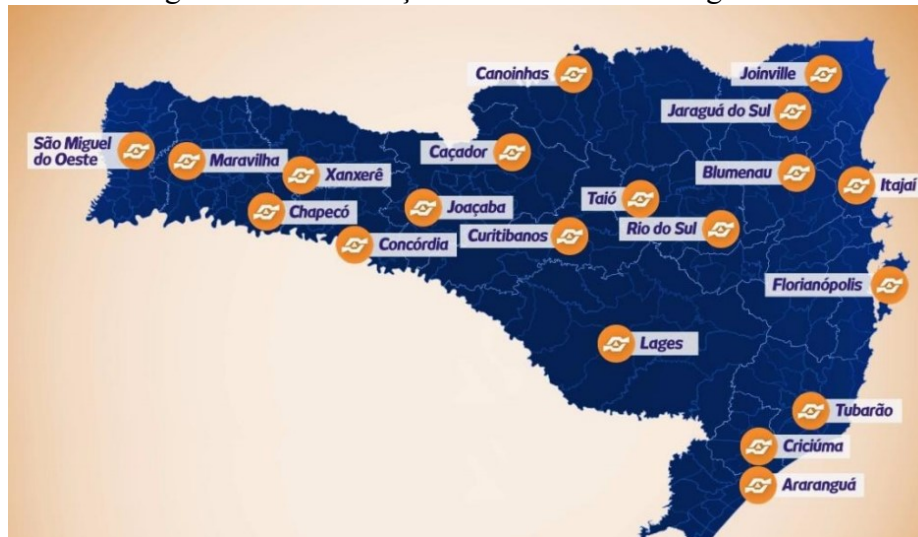 Canoinhas
Joinville
Jaraguá do Sul
São Miguel
do Oeste
Maravilha
Caçador
Xanxerê
Blumenau
Itajaí
Taió
Chapecó
Joaçaba
Rio do Sul
Curitibanos
Concórdia
Florianópolis
Lages
Tubarão
Criciúma
Araranguá